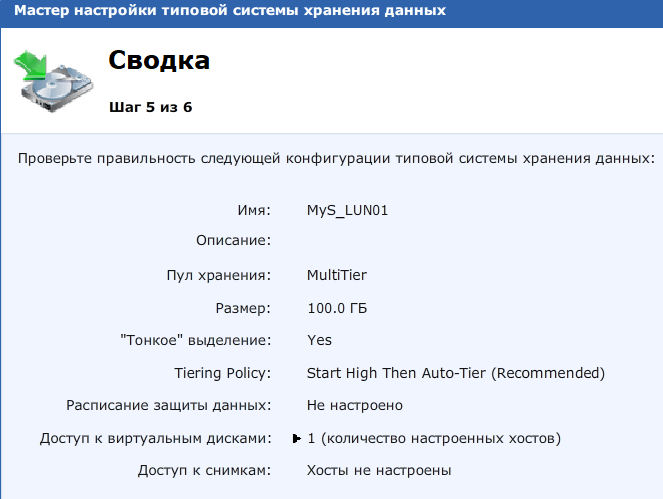 Мастер настройки типовой системы хранения данных
Сводка
Шаг 5 из 6
Проверьте правильность следующей конфигурации типовой системы хранения данных:
Имя: MyS_LUN01
Описание:
Пул хранения: MultiTier
Размер: 100.0 ГБ
"Тонкое" выделение: Yes
Tiering Policy: Start High Then Auto-Tier (Recommended)
Расписание защиты данных: Не настроено
Доступ к виртуальным дисками: 1 (количество настроенных хостов)
Доступ к снимкам: Хосты не настроены